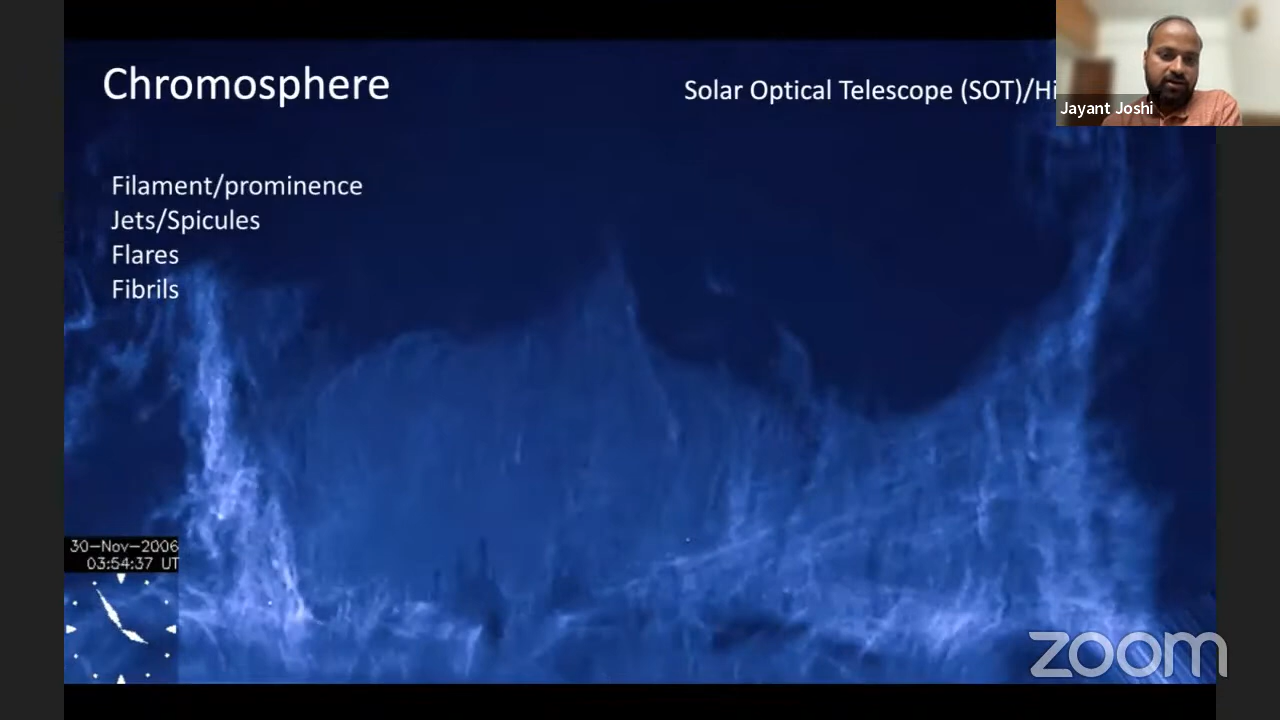 Chromosphere
Solar Optical Telescope (SOT)/Hi
Jayant Joshi
Filament/prominence
Jets/Spicules
Flares
Fibrils
30-Nov-2006
03:54:37 UT
zoom